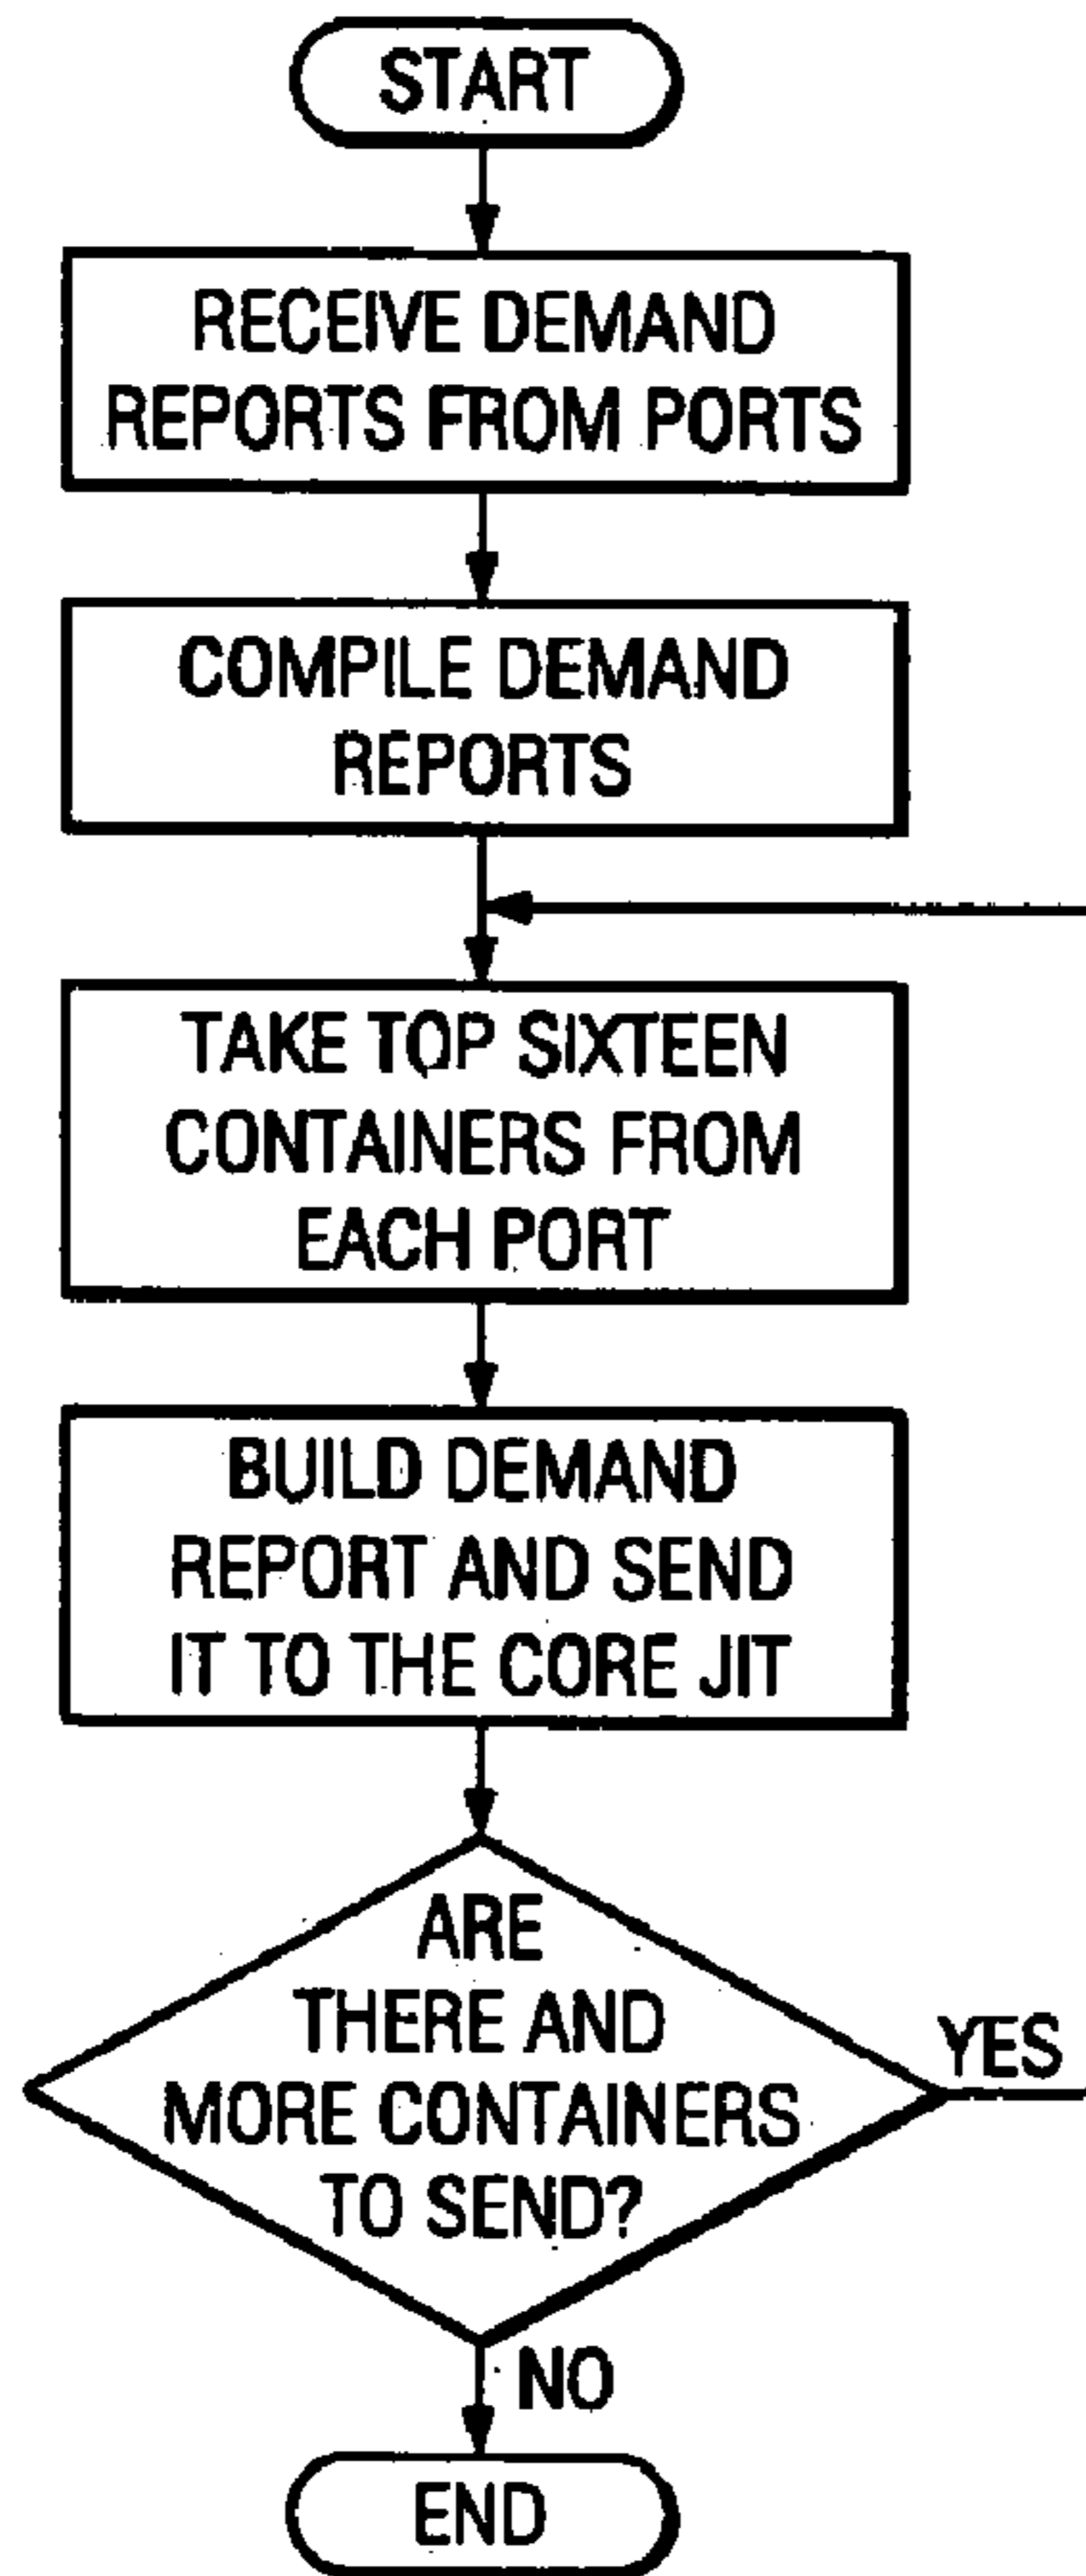 START
RECEIVE DEMAND
REPORTS FROM PORTS
COMPILE DEMAND
REPORTS
TAKE TOP SIXTEEN
CONTAINERS FROM
EACH PORT
BUILD DEMAND
REPORT AND SEND
IT TO THE CORE JIT
ARE
THERE AND
MORE CONTAINERS
TO SEND?
YES
NO
END